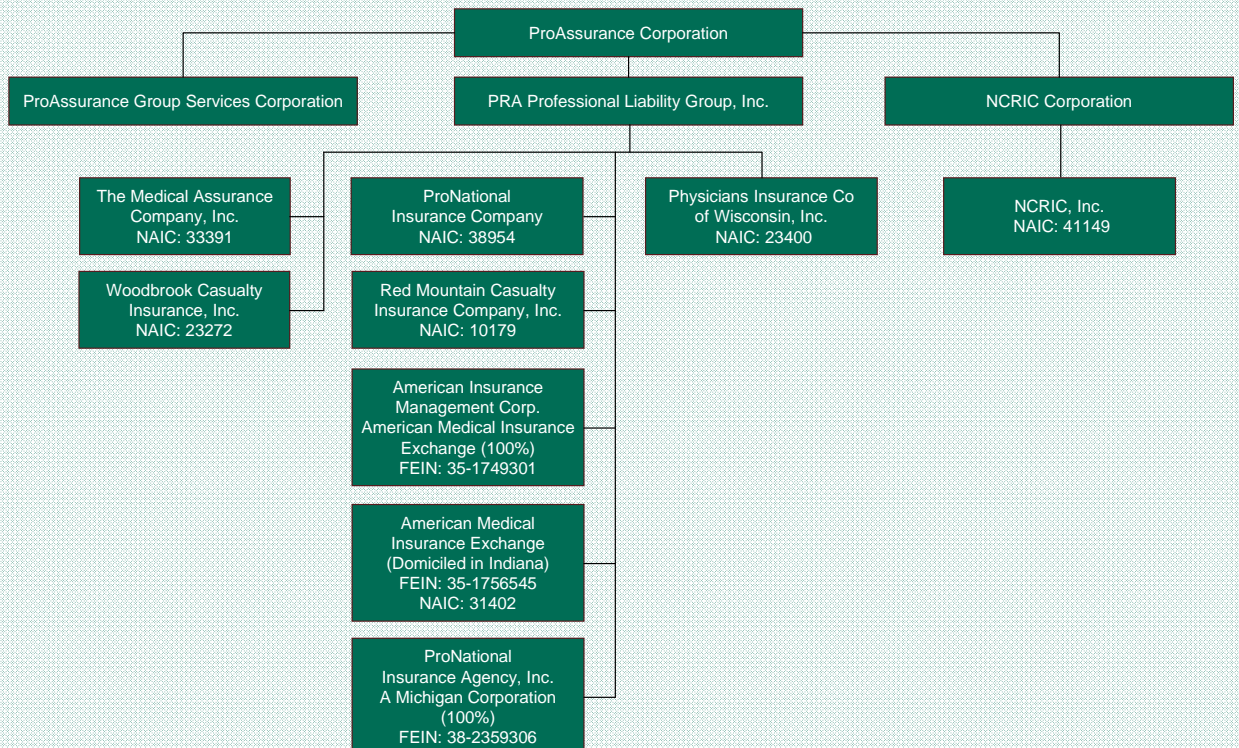 ProAssurance Corporation
ProAssurance Group Services Corporation
PRA Professional Liability Group, Inc.
NCRIC Corporation
The Medical Assurance
Company, Inc.
NAIC: 33391
ProNational
Insurance Company
NAIC: 38954
Physicians Insurance Co
of Wisconsin, Inc.
NAIC: 23400
NCRIC, Inc.
NAIC: 41149
Woodbrook Casualty
Insurance, Inc.
NAIC: 23272
Red Mountain Casualty
Insurance Company, Inc.
NAIC: 10179
American Insurance
Management Corp.
American Medical Insurance
Exchange (100%)
FEIN: 35-1749301
American Medical
Insurance Exchange
(Domiciled in Indiana)
FEIN: 35-1756545
NAIC: 31402
ProNational
Insurance Agency, Inc.
A Michigan Corporation
(100%)
FEIN: 38-2359306